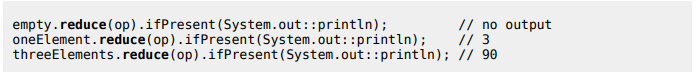 empty.reduce(op).ifPresent(System.out::println);         // no output
oneElement.reduce(op).ifPresent(System.out::println);    // 3
threeElements.reduce(op).ifPresent(System.out::println); // 90